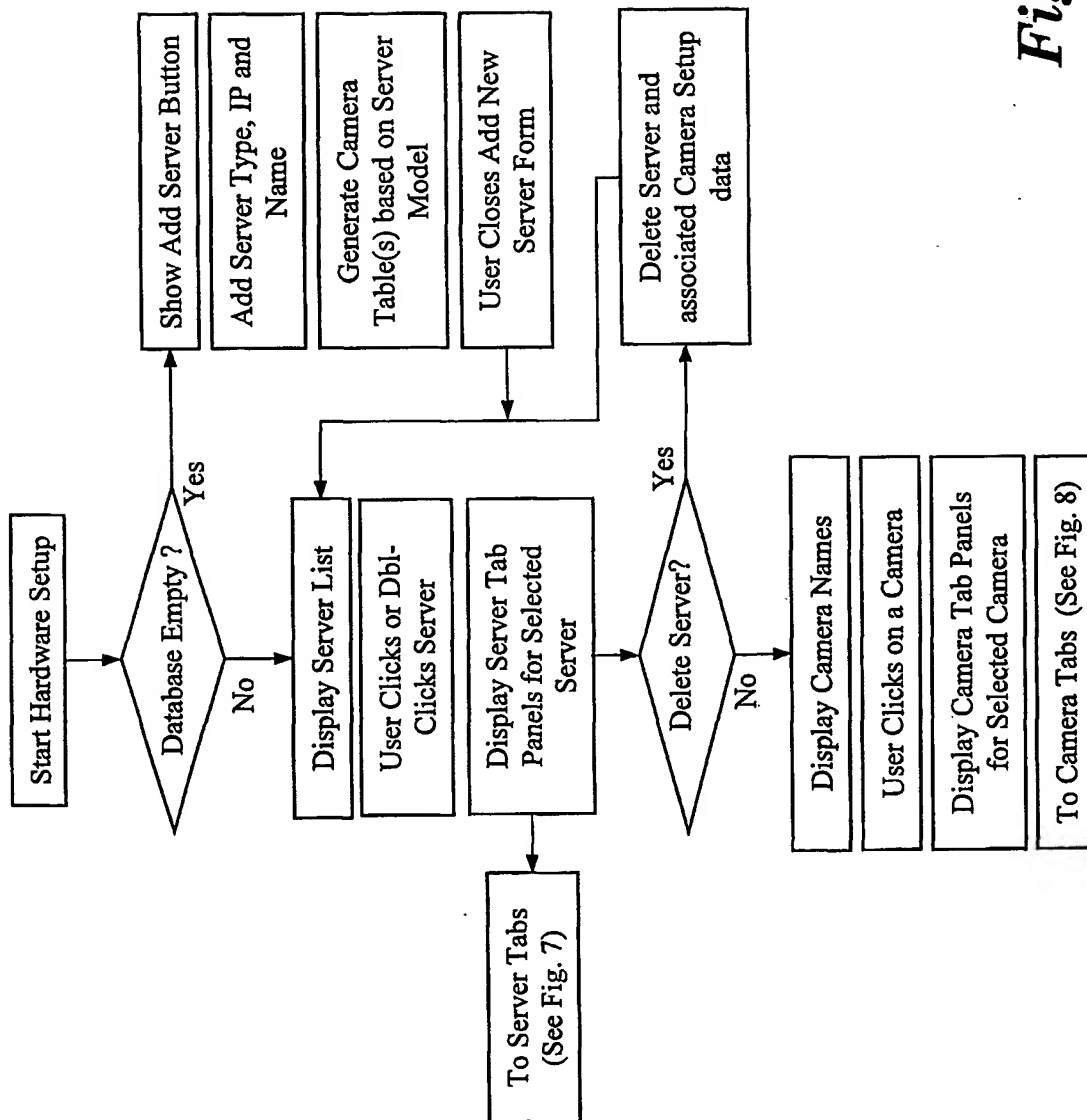 Start Hardware Setup
Database Empty ?
Yes
No
Show Add Server Button
Add Server Type, IP and
Name
Generate Camera
Table(s) based on Server
Model
User Closes Add New
Server Form
Display Server List
User Clicks or Dbl-
Clicks Server
Display Server Tab
Panels for Selected
Server
To Server Tabs
(See Fig. 7)
Delete Server?
Yes
No
Delete Server and
associated Camera Setup
data
Display Camera Names
User Clicks on a Camera
Display Camera Tab Panels
for Selected Camera
To Camera Tabs (See Fig. 8)